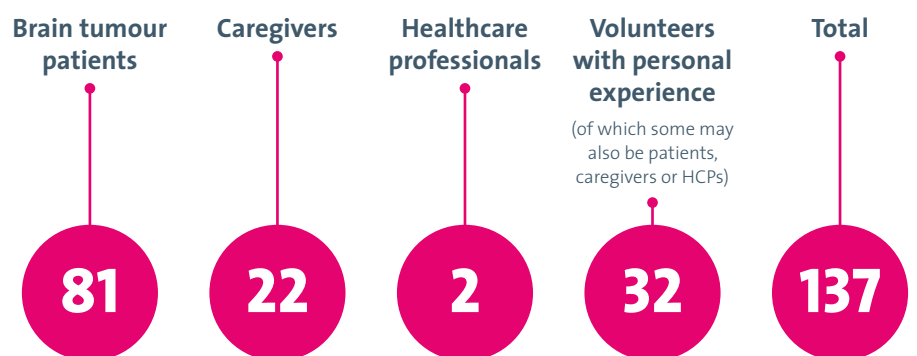 Brain tumour
patients
Caregivers
Healthcare
professionals
Volunteers
with personal
experience
(of which some may
also be patients,
caregivers or HCPs)
Total
81
22
2
32
137